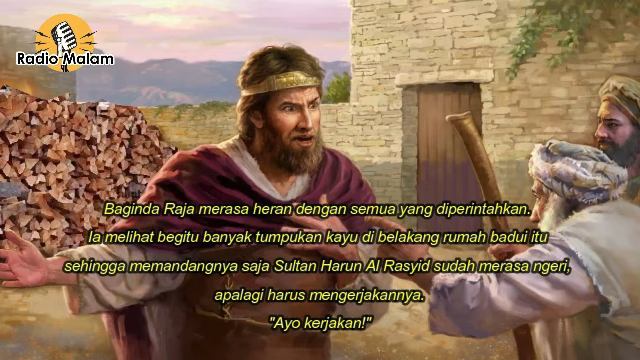 Radio Malam
Baginda Raja merasa heran dengan semua yang diperintahkan.
Ia melihat begitu banyak tumpukan kayu di belakang rumah badui itu
sehingga memandangnya saja Sultan Harun Al Rasyid sudah merasa ngeri,
apalagi harus mengerjakannya.
"Ayo kerjakan!"